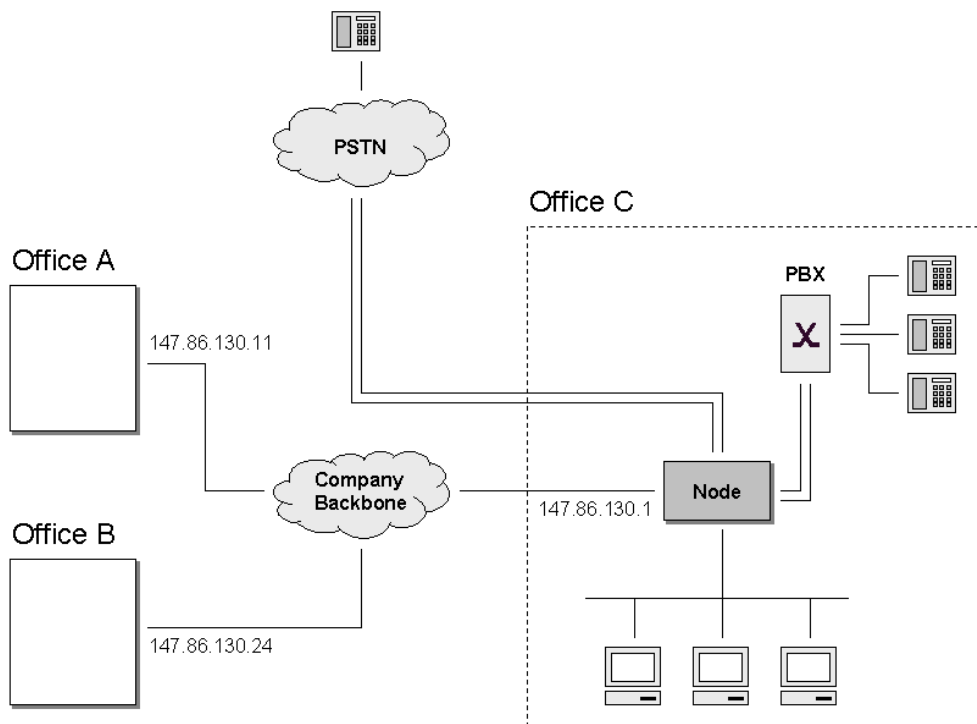 PSTN
Office C
Office A
PBX
147.86.130.11
Company
Backbone
Node
147.86.130.1
Office B
147.86.130.24